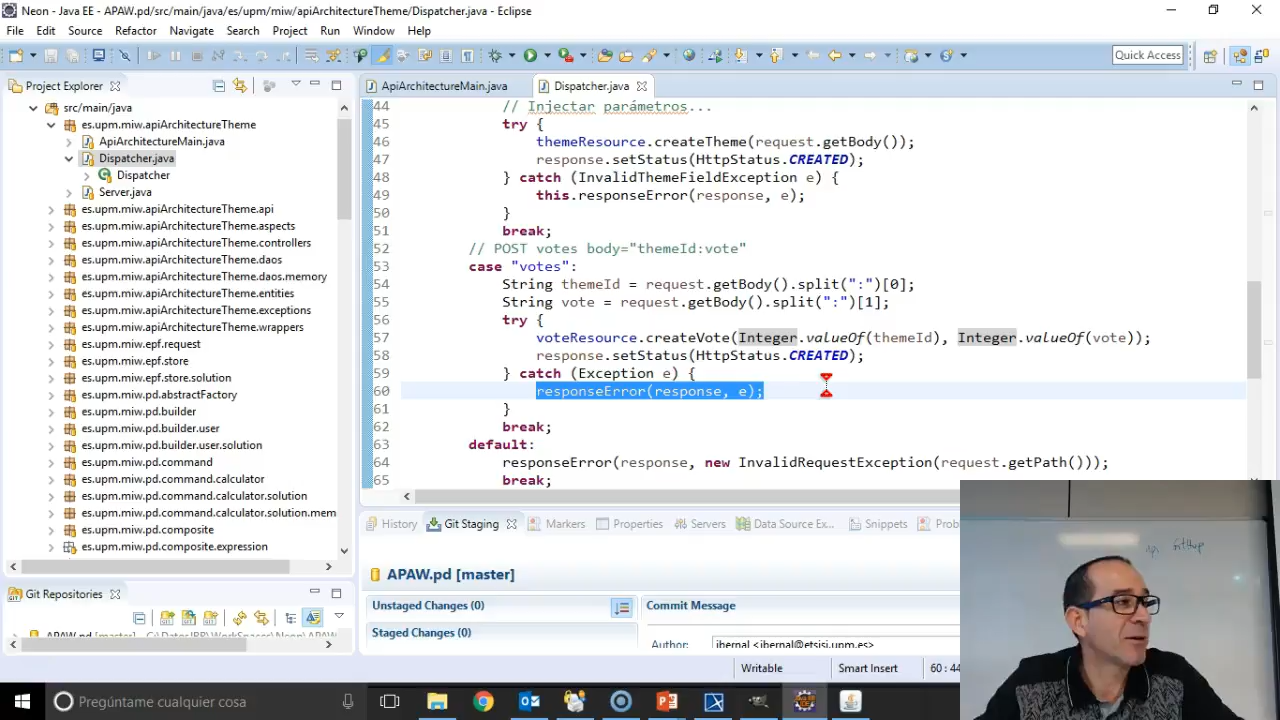 Neon - Java EE - APAW.pd/src/main/java/es/upm/miw/apiArchitectureTheme/Dispatcher.java - Eclipse
File Edit Source Refactor Navigate Search Project Run Window Help
Quick Access
Project Explorer
src/main/java
es.upm.miw.apiArchitectureTheme
ApiArchitectureMain.java
Dispatcher.java
Dispatcher
Server.java
es.upm.miw.apiArchitectureTheme.api
es.upm.miw.apiArchitectureTheme.aspects
es.upm.miw.apiArchitectureTheme.controllers
es.upm.miw.apiArchitectureTheme.daos
es.upm.miw.apiArchitectureTheme.daos.memory
es.upm.miw.apiArchitectureTheme.entities
es.upm.miw.apiArchitectureTheme.exceptions
es.upm.miw.apiArchitectureTheme.wrappers
es.upm.miw.epf.request
es.upm.miw.epf.store
es.upm.miw.epf.store.solution
es.upm.miw.pd.abstractFactory
es.upm.miw.pd.builder
es.upm.miw.pd.builder.user
es.upm.miw.pd.builder.user.solution
es.upm.miw.pd.command
es.upm.miw.pd.command.calculator
es.upm.miw.pd.command.calculator.solution
es.upm.miw.pd.command.calculator.solution.mem
es.upm.miw.pd.composite
es.upm.miw.pd.composite.expression
Git Repositories
ApiArchitectureMain.java Dispatcher.java
44 // Injectar parámetros...
45 try {
46 themeResource.createTheme(request.getBody());
47 response.setStatus(HttpStatus.CREATED);
48 } catch (InvalidThemeFieldException e) {
49 this.responseError(response, e);
50 }
51 break;
52 // POST votes body="themeId:vote"
53 case "votes":
54 String themeId = request.getBody().split(":")[0];
55 String vote = request.getBody().split(":")[1];
56 try {
57 voteResource.createVote(Integer.valueOf(themeId), Integer.valueOf(vote));
58 response.setStatus(HttpStatus.CREATED);
59 } catch (Exception e) {
60 responseError(response, e);
61 }
62 break;
63 default:
64 responseError(response, new InvalidRequestException(request.getPath()));
65 break;
History Git Staging Markers Properties Servers Data Source Ex... Snippets Prob
APAW.pd [master]
Unstaged Changes (0)
Staged Changes (0)
Commit Message
Author: jbernal <jbernal@etsisi.upm.es>
Writable Smart Insert 60 : 44
Pregúntame cualquier cosa